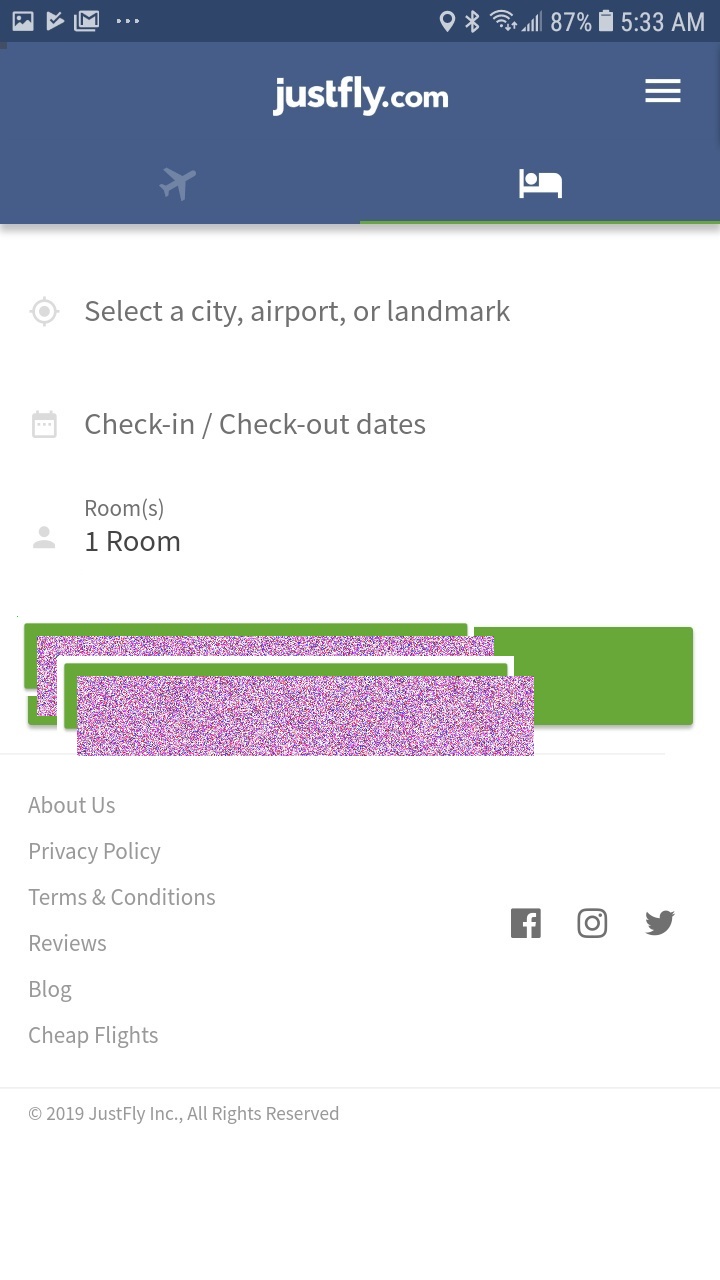 87% 5:33 AM
justfly.com
Select a city, airport, or landmark
Check-in / Check-out dates
Room(s)
1 Room
About Us
Privacy Policy
Terms & Conditions
Reviews
Blog
Cheap Flights
© 2019 JustFly Inc., All Rights Reserved